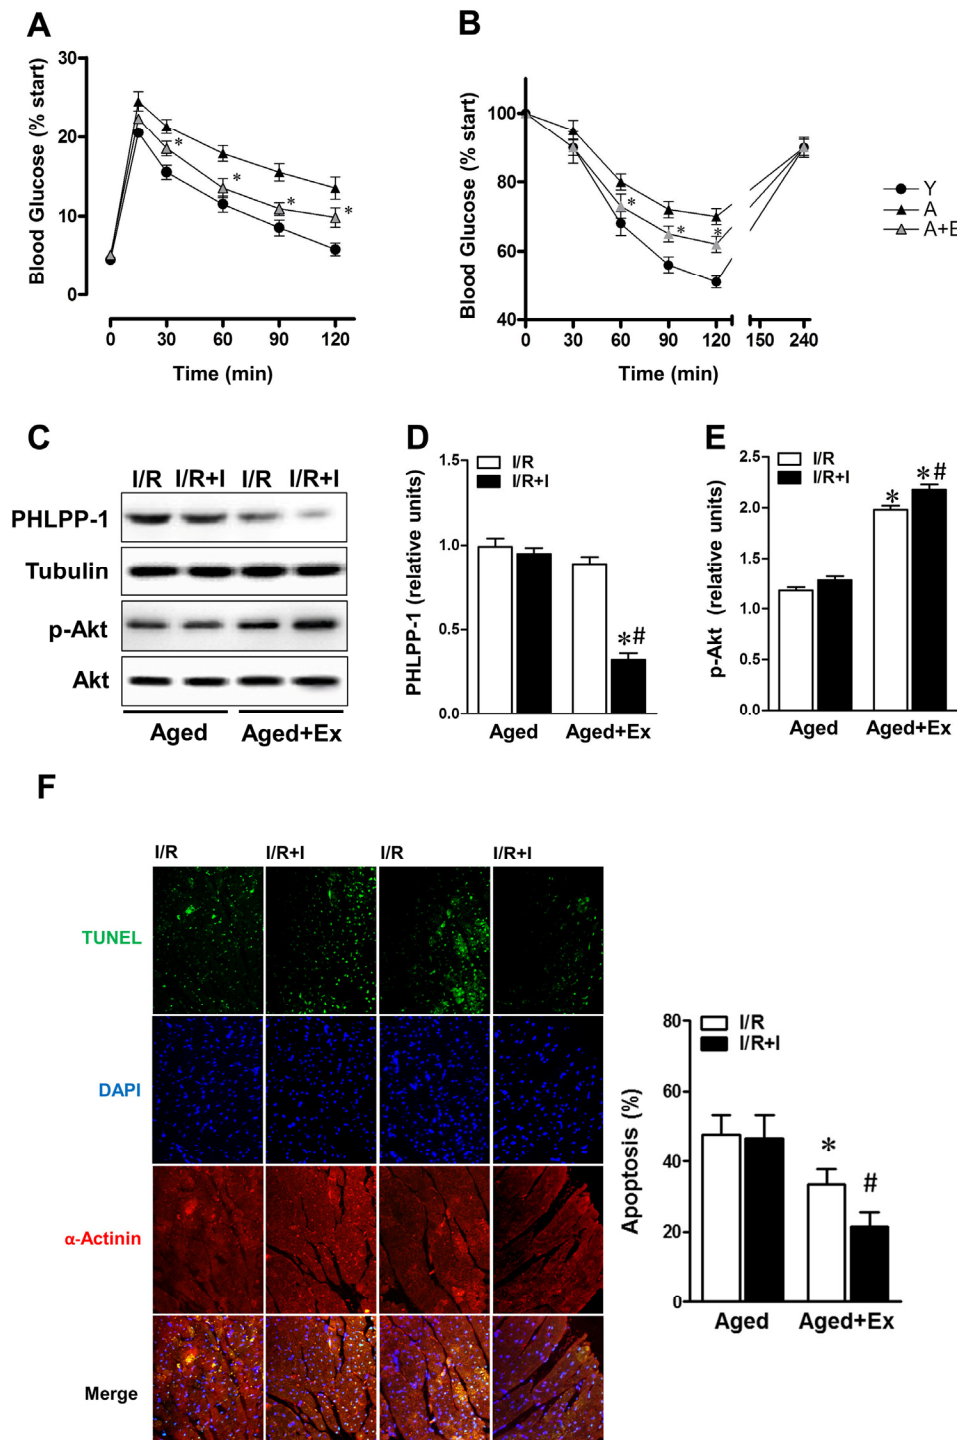 A
Blood Glucose (% start)
30
20
10
0
0 30 60 90 120
Time (min)
*
*
*
*
B
Blood Glucose (% start)
100
80
60
40
0 30 60 90 120 150 240
Time (min)
*
*
*
Y
A
A+E
C
I/R I/R+I I/R I/R+I
PHLPP-1
Tubulin
p-Akt
Akt
Aged Aged+Ex
D
PHLPP-1 (relative units)
1.5
1.0
0.5
0.0
I/R
I/R+I
*#
Aged Aged+Ex
E
p-Akt (relative units)
2.5
2.0
1.5
1.0
0.5
0.0
I/R
I/R+I
*
*#
Aged Aged+Ex
F
I/R I/R+I I/R I/R+I
TUNEL
DAPI
α-Actinin
Merge
Apoptosis (%)
80
60
40
20
0
I/R
I/R+I
*
#
Aged Aged+Ex